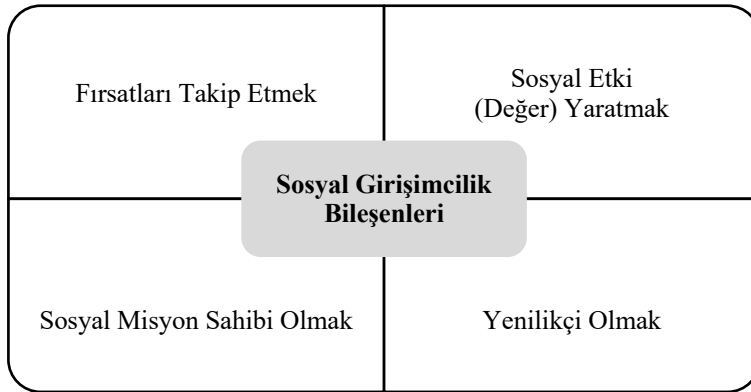 Fırsatları Takip Etmek
Sosyal Etki
(Değer) Yaratmak
Sosyal Girişimcilik
Bileşenleri
Sosyal Misyon Sahibi Olmak
Yenilikçi Olmak